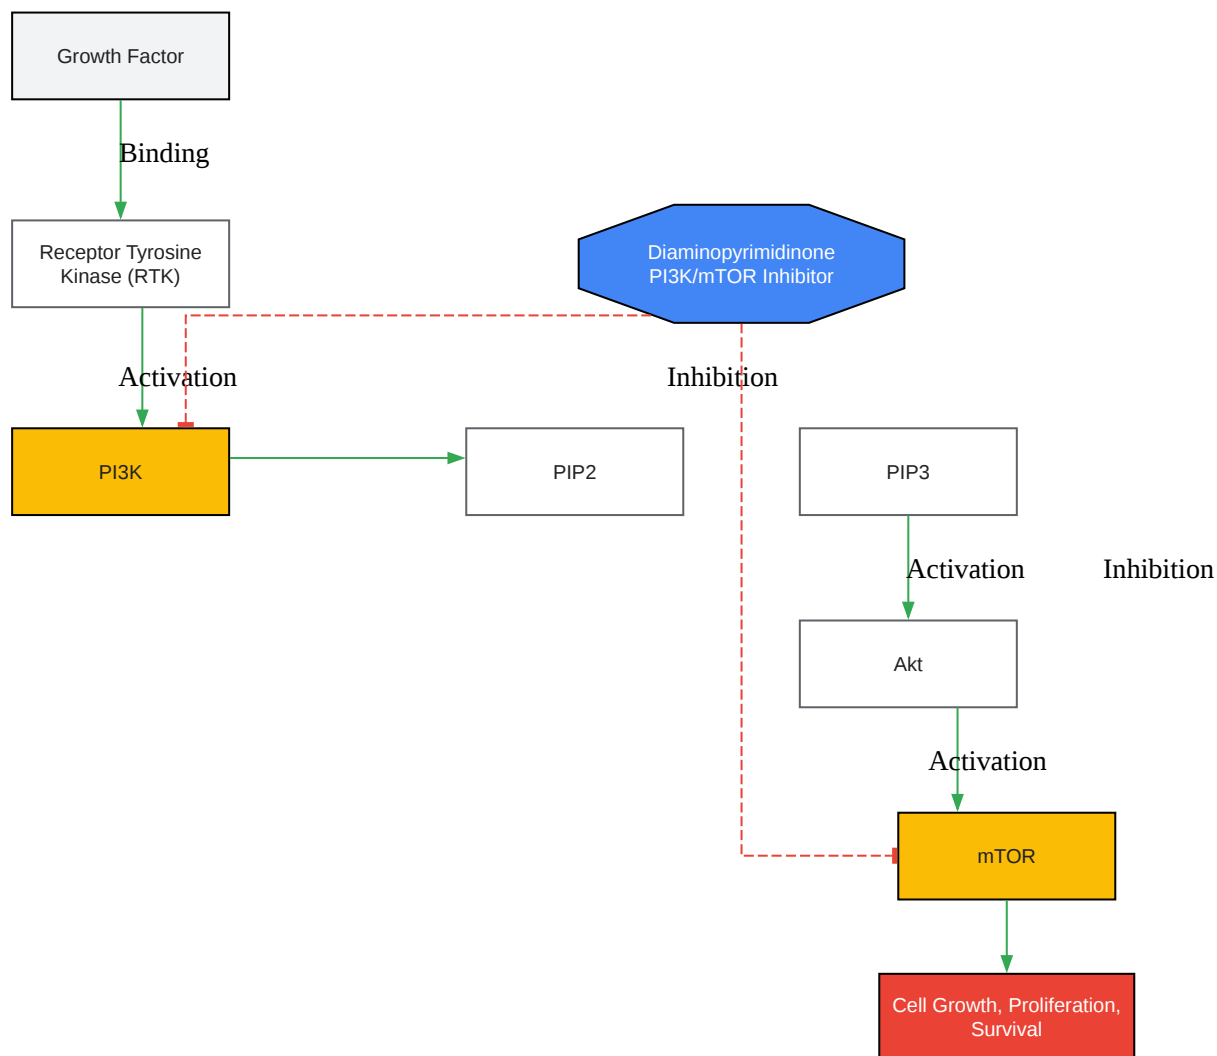 Growth Factor
Binding
Receptor Tyrosine
Kinase (RTK)
Diaminopyrimidinone
PI3K/mTOR Inhibitor
Activation
Inhibition
PI3K
PIP2
PIP3
Activation
Inhibition
Akt
Activation
mTOR
Cell Growth, Proliferation,
Survival